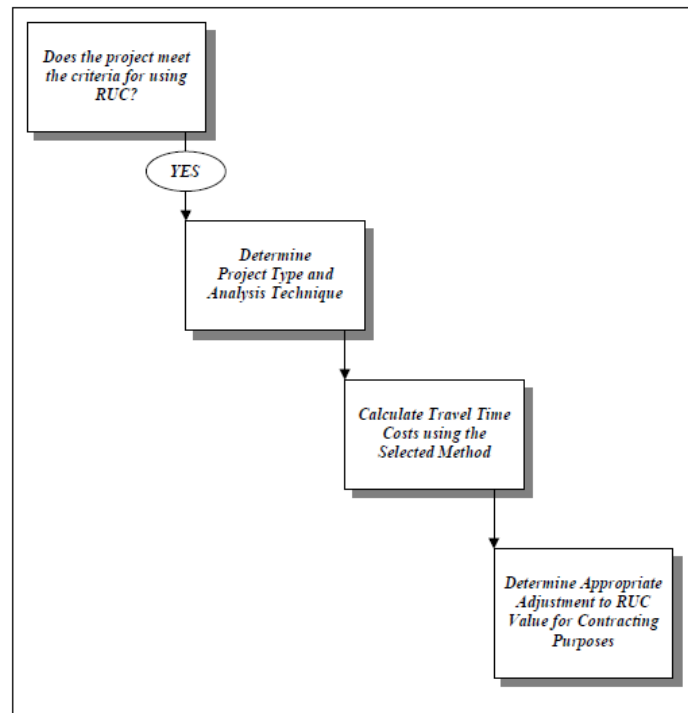 Does the project meet
the criteria for using
RUC?
YES
Determine
Project Type and
Analysis Technique
Calculate Travel Time
Costs using the
Selected Method
Determine Appropriate
Adjustment to RUC
Value for Contracting
Purposes